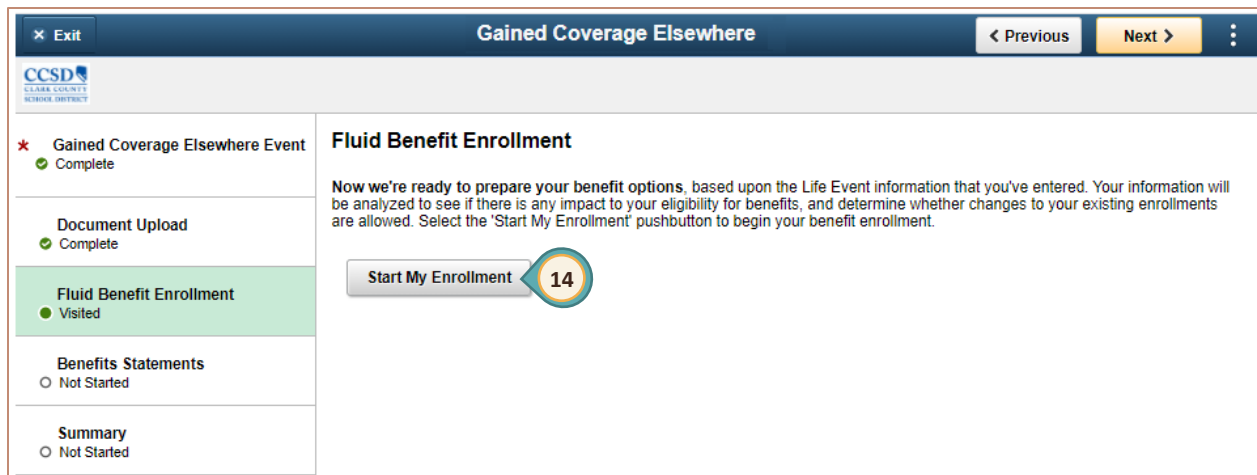 × Exit
Gained Coverage Elsewhere
Previous
Next
CCSD
CLARK COUNTY
SCHOOL DISTRICT
* Gained Coverage Elsewhere Event
Complete
Document Upload
Complete
Fluid Benefit Enrollment
Visited
Benefits Statements
Not Started
Summary
Not Started
Fluid Benefit Enrollment
Now we're ready to prepare your benefit options, based upon the Life Event information that you've entered. Your information will
be analyzed to see if there is any impact to your eligibility for benefits, and determine whether changes to your existing enrollments
are allowed. Select the 'Start My Enrollment' pushbutton to begin your benefit enrollment.
Start My Enrollment
14